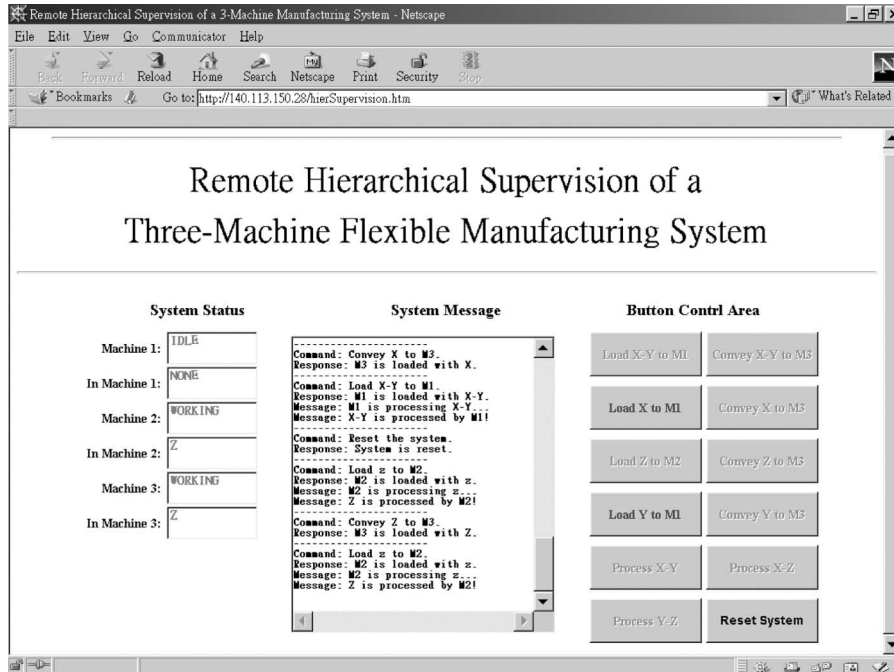 Remote Hierarchical Supervision of a 3-Machine Manufacturing System - Netscape
File Edit View Go Communicator Help
Back Forward Reload Home Search Netscape Print Security Stop
Bookmarks Go to: http://140.113.150.28/hierSupervision.htm What's Related
Remote Hierarchical Supervision of a
Three-Machine Flexible Manufacturing System
System Status
Machine 1: IDLE
In Machine 1: NONE
Machine 2: WORKING
In Machine 2: Z
Machine 3: WORKING
In Machine 3: Z
System Message
----------------------
Command: Convey X to M3.
Response: M3 is loaded with X.
----------------------
Command: Load X-Y to M1.
Response: M1 is loaded with X-Y.
Message: M1 is processing X-Y...
Message: X-Y is processed by M1!
----------------------
Command: Reset the system.
Response: System is reset.
----------------------
Command: Load z to M2.
Response: M2 is loaded with z.
Message: M2 is processing z...
Message: Z is processed by M2!
----------------------
Command: Convey Z to M3.
Response: M3 is loaded with Z.
----------------------
Command: Load z to M2.
Response: M2 is loaded with z.
Message: M2 is processing z...
Message: Z is processed by M2!
Button Contrl Area
Load X-Y to M1 Convey X-Y to M3
Load X to M1 Convey X to M3
Load Z to M2 Convey Z to M3
Load Y to M1 Convey Y to M3
Process X-Y Process X-Z
Process Y-Z Reset System